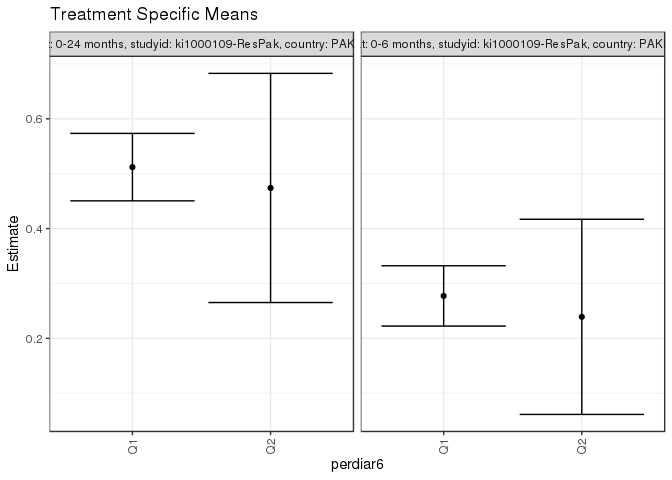 Treatment Specific Means
t: 0-24 months, studyid: ki1000109-ResPak, country: PAK
t: 0-6 months, studyid: ki1000109-ResPak, country: PAK
Estimate
0.6
0.4
0.2
Q1
Q2
Q1
Q2
perdiar6